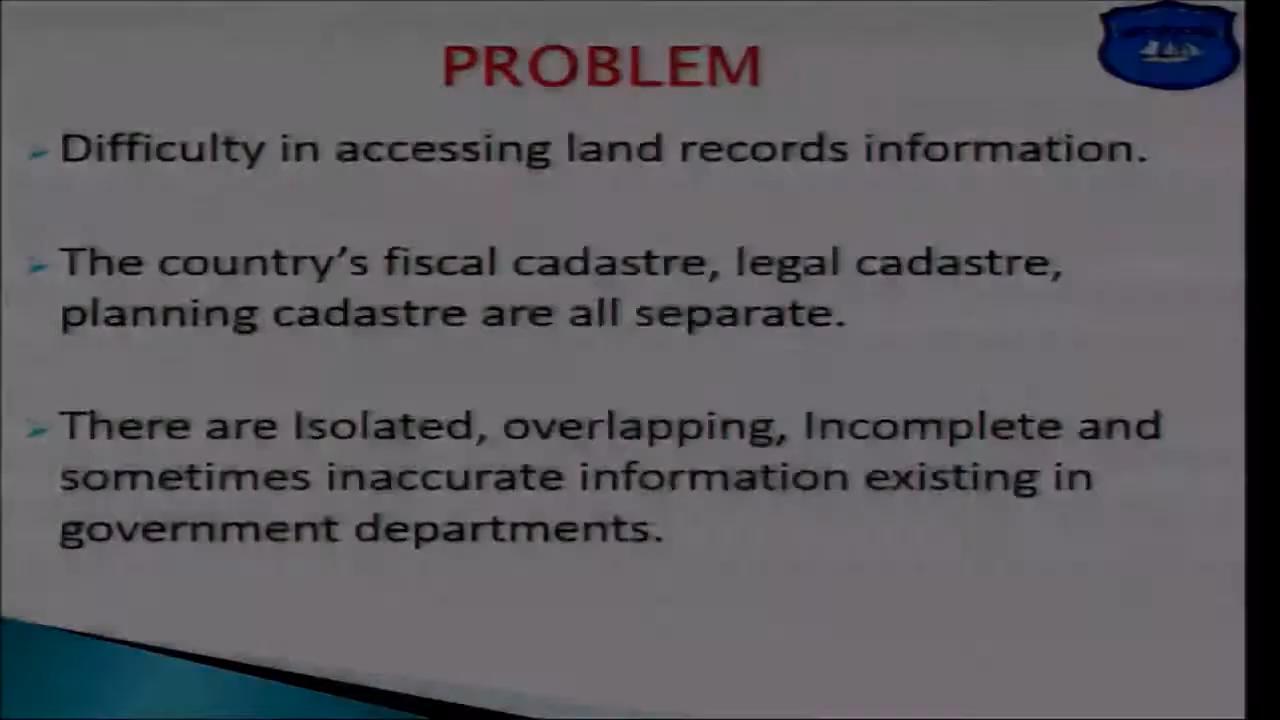 PROBLEM
Difficulty in accessing land records information.
The country's fiscal cadastre, legal cadastre,
planning cadastre are all separate.
There are Isolated, overlapping, Incomplete and
sometimes inaccurate information existing in
government departments.